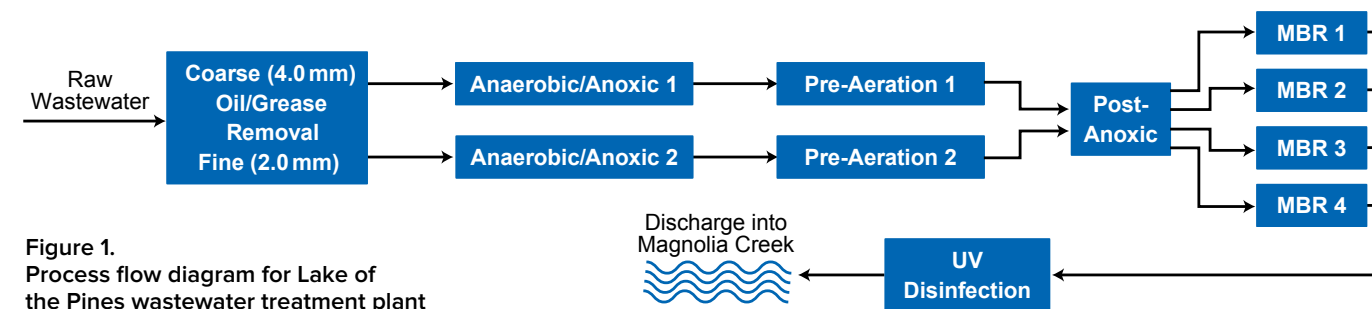 Raw
Wastewater
Coarse (4.0 mm)
Oil/Grease
Removal
Fine (2.0 mm)
Anaerobic/Anoxic 1
Pre-Aeration 1
Anaerobic/Anoxic 2
Pre-Aeration 2
Post-
Anoxic
MBR 1
MBR 2
MBR 3
MBR 4
Discharge into
Magnolia Creek
UV
Disinfection
Figure 1.
Process flow diagram for Lake of
the Pines wastewater treatment plant